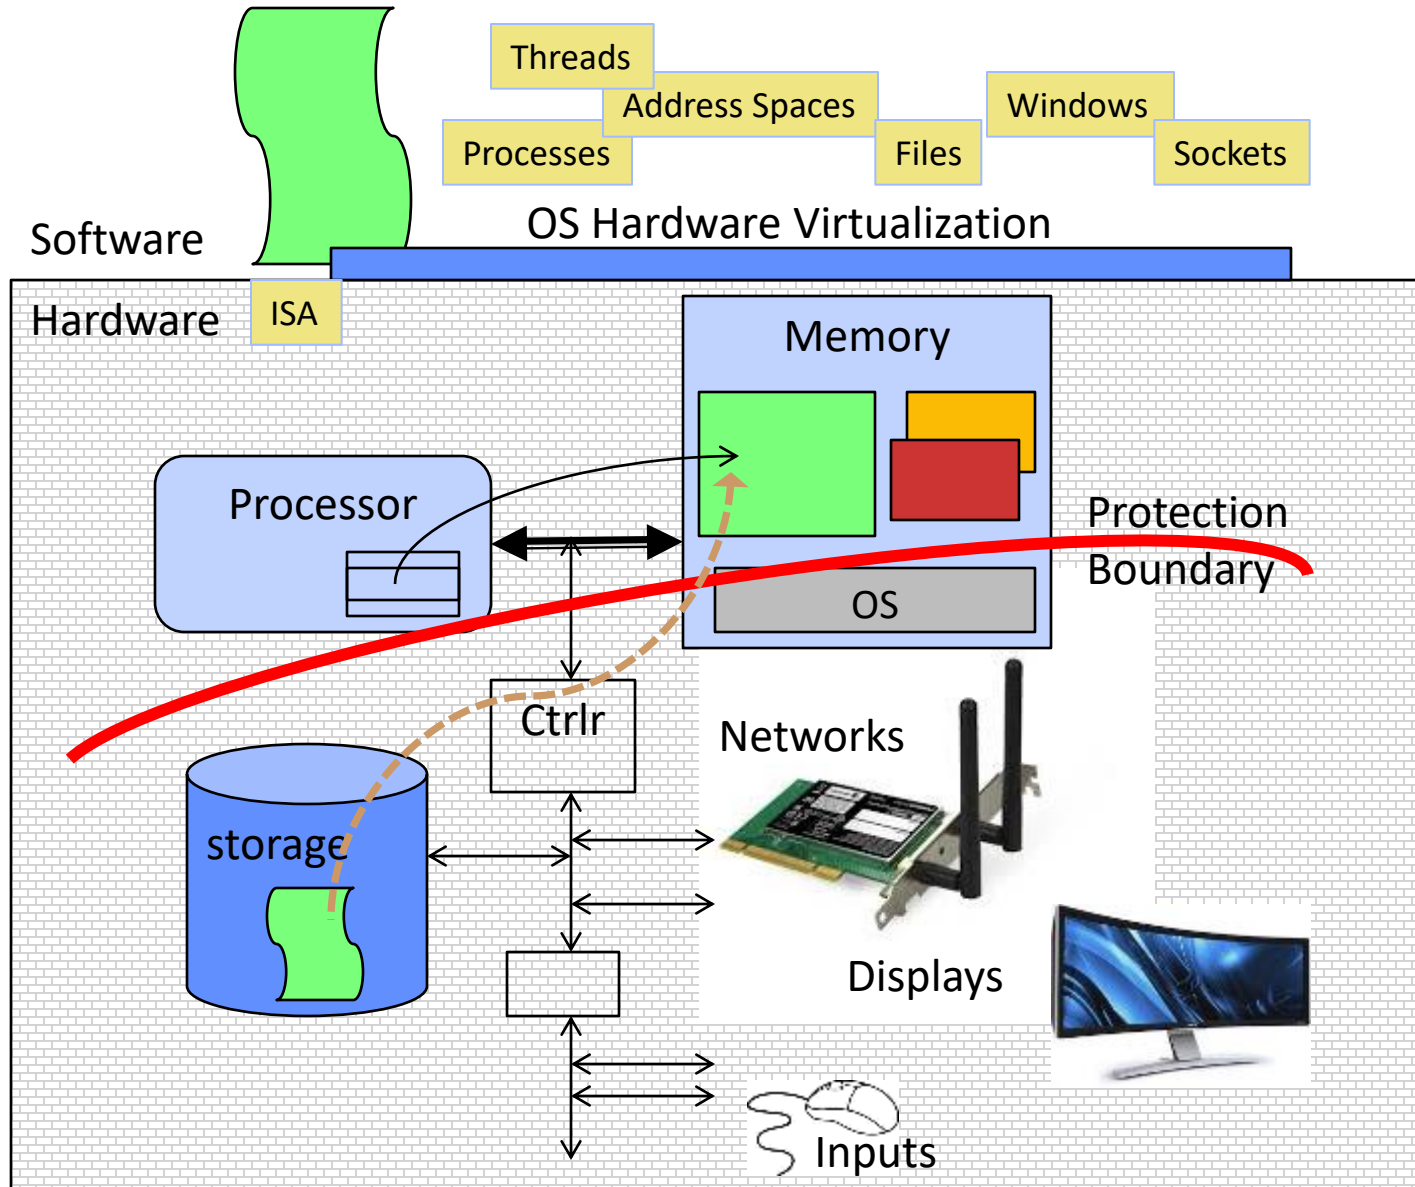 Threads
Address Spaces
Windows
Processes
Files
Sockets
OS Hardware Virtualization
Software
Hardware
ISA
Memory
Processor
Protection
Boundary
OS
Ctrlr
Networks
storage
Displays
Inputs